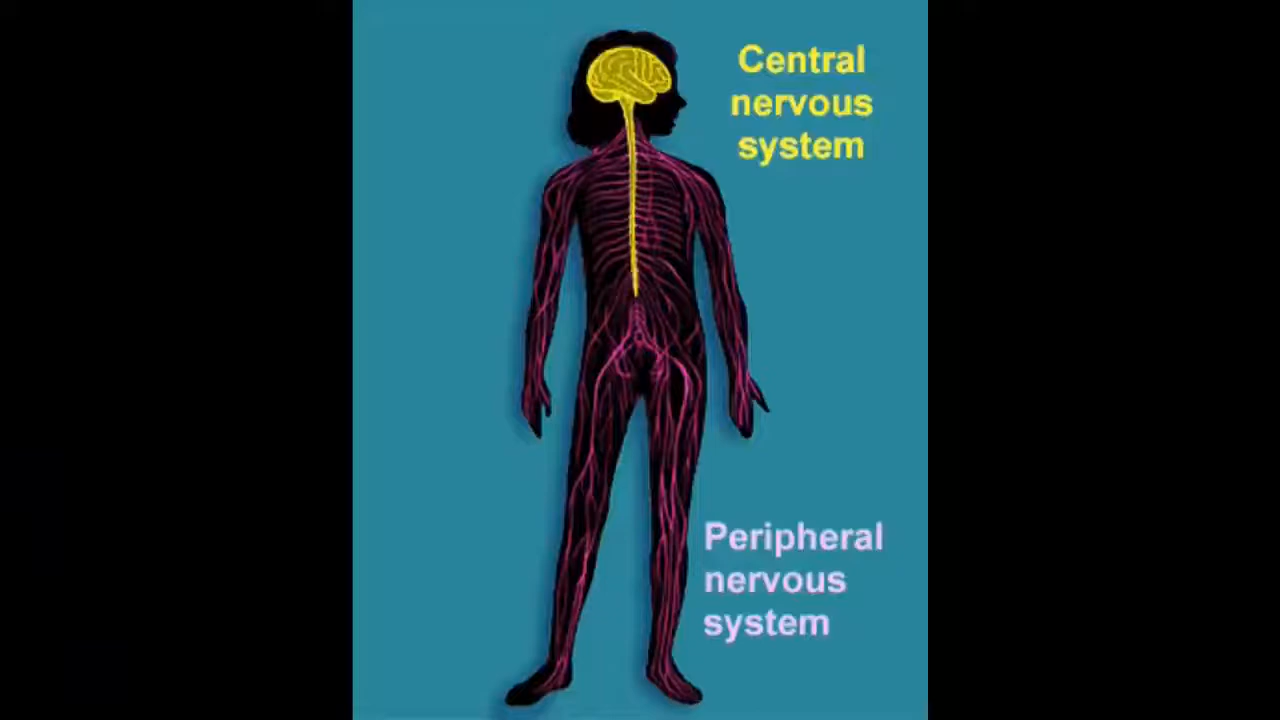 Central
nervous
system
Peripheral
nervous
system